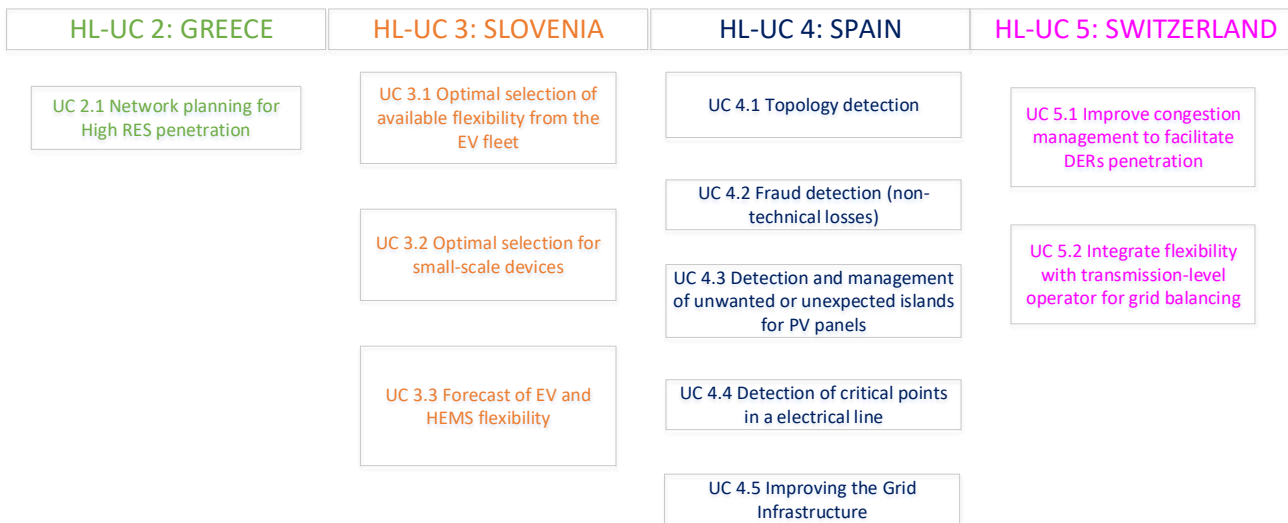 HL-UC 2: GREECE
HL-UC 3: SLOVENIA
HL-UC 4: SPAIN
HL-UC 5: SWITZERLAND
UC 2.1 Network planning for
High RES penetration
UC 3.1 Optimal selection of
available flexibility from the
EV fleet
UC 3.2 Optimal selection for
small-scale devices
UC 3.3 Forecast of EV and
HEMS flexibility
UC 4.1 Topology detection
UC 4.2 Fraud detection (non-
technical losses)
UC 4.3 Detection and management
of unwanted or unexpected islands
for PV panels
UC 4.4 Detection of critical points
in a electrical line
UC 4.5 Improving the Grid
Infrastructure
UC 5.1 Improve congestion
management to facilitate
DERs penetration
UC 5.2 Integrate flexibility
with transmission-level
operator for grid balancing